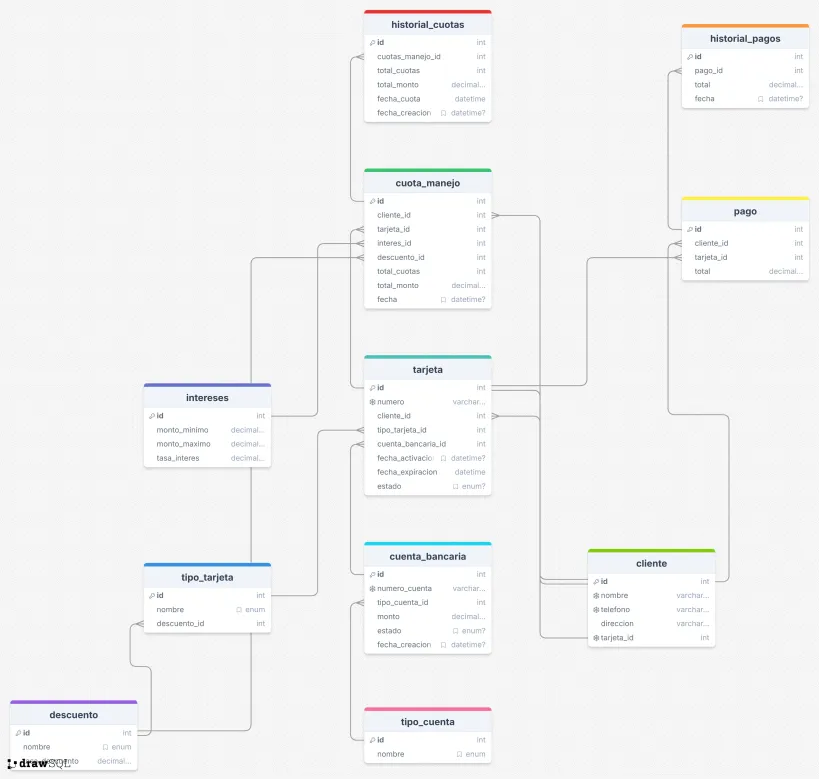 historial_cuotas
id int
cuotas_manejo_id int
total_cuotas int
total_monto decimal...
fecha_cuota datetime
fecha_creacion datetime?
historial_pagos
id int
pago_id int
total decimal...
fecha datetime?
cuota_manejo
id int
cliente_id int
tarjeta_id int
interes_id int
descuento_id int
total_cuotas int
total_monto decimal...
fecha datetime?
pago
id int
cliente_id int
tarjeta_id int
total decimal...
tarjeta
id int
numero varchar...
cliente_id int
tipo_tarjeta_id int
cuenta_bancaria_id int
fecha_activacio datetime?
fecha_expiracion datetime
estado enum?
intereses
id int
monto_minimo decimal...
monto_maximo decimal...
tasa_interes decimal...
cuenta_bancaria
id int
numero_cuenta varchar...
tipo_cuenta_id int
monto decimal...
estado enum?
fecha_creacion datetime?
cliente
id int
nombre varchar...
telefono varchar...
direccion varchar...
tarjeta_id int
tipo_tarjeta
id int
nombre enum
descuento_id int
descuento
id int
nombre enum
decimal...
drawSQL
tipo_cuenta
id int
nombre enum